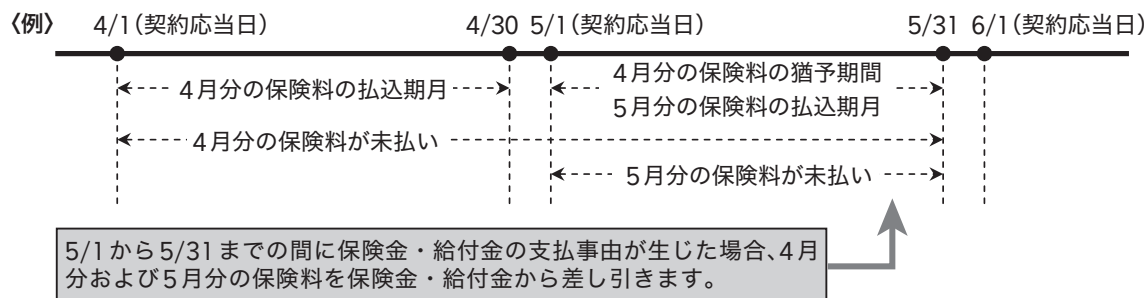 〈例〉 4/1(契約応当日) 4/30 5/1(契約応当日) 5/31 6/1(契約応当日)
4月分の保険料の払込期月
4月分の保険料の猶予期間
5月分の保険料の払込期月
4月分の保険料が未払い
5月分の保険料が未払い
5/1から5/31までの間に保険金・給付金の支払事由が生じた場合、4月
分および5月分の保険料を保険金・給付金から差し引きます。